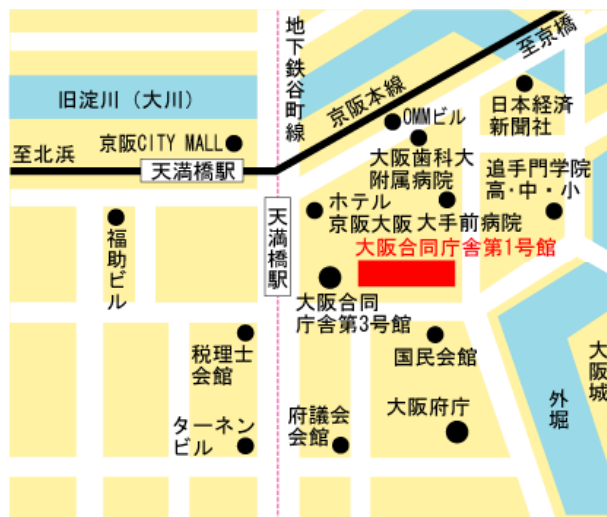 地下鉄谷町線
至京橋
旧淀川（大川）
京阪本線
OMMビル
日本経済
新聞社
至北浜
京阪CITY MALL
天満橋駅
大阪歯科大
附属病院
追手門学院
高・中・小
天満橋駅
福助ビル
ホテル
京阪大阪
大手前病院
大阪合同庁舎第1号館
大阪合同
庁舎第3号館
税理士
会館
国民会館
大阪城
外堀
ターネン
ビル
府議会
会館
大阪府庁